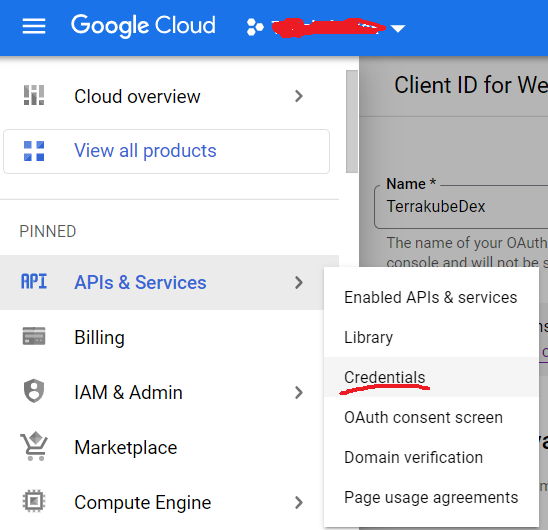 Google Cloud
Cloud overview
View all products
PINNED
API APIs & Services
Billing
IAM & Admin
Marketplace
Compute Engine
Enabled APIs & services
Library
Credentials
OAuth consent screen
Domain verification
Page usage agreements
Client ID for We
Name *
TerrakubeDex
The name of your OAuth
console and will not be s